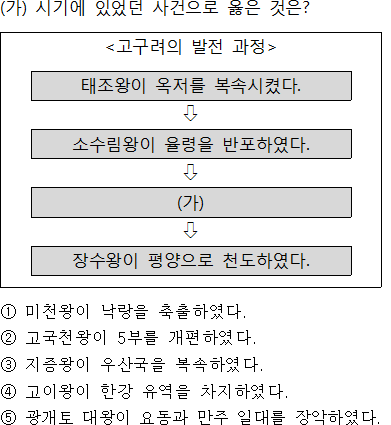 (가) 시기에 있었던 사건으로 옳은 것은?
<고구려의 발전 과정>
태조왕이 옥저를 복속시켰다.
⇩
소수림왕이 율령을 반포하였다.
⇩
(가)
⇩
장수왕이 평양으로 천도하였다.
① 미천왕이 낙랑을 축출하였다.
② 고국천왕이 5부를 개편하였다.
③ 지증왕이 우산국을 복속하였다.
④ 고이왕이 한강 유역을 차지하였다.
⑤ 광개토 대왕이 요동과 만주 일대를 장악하였다.